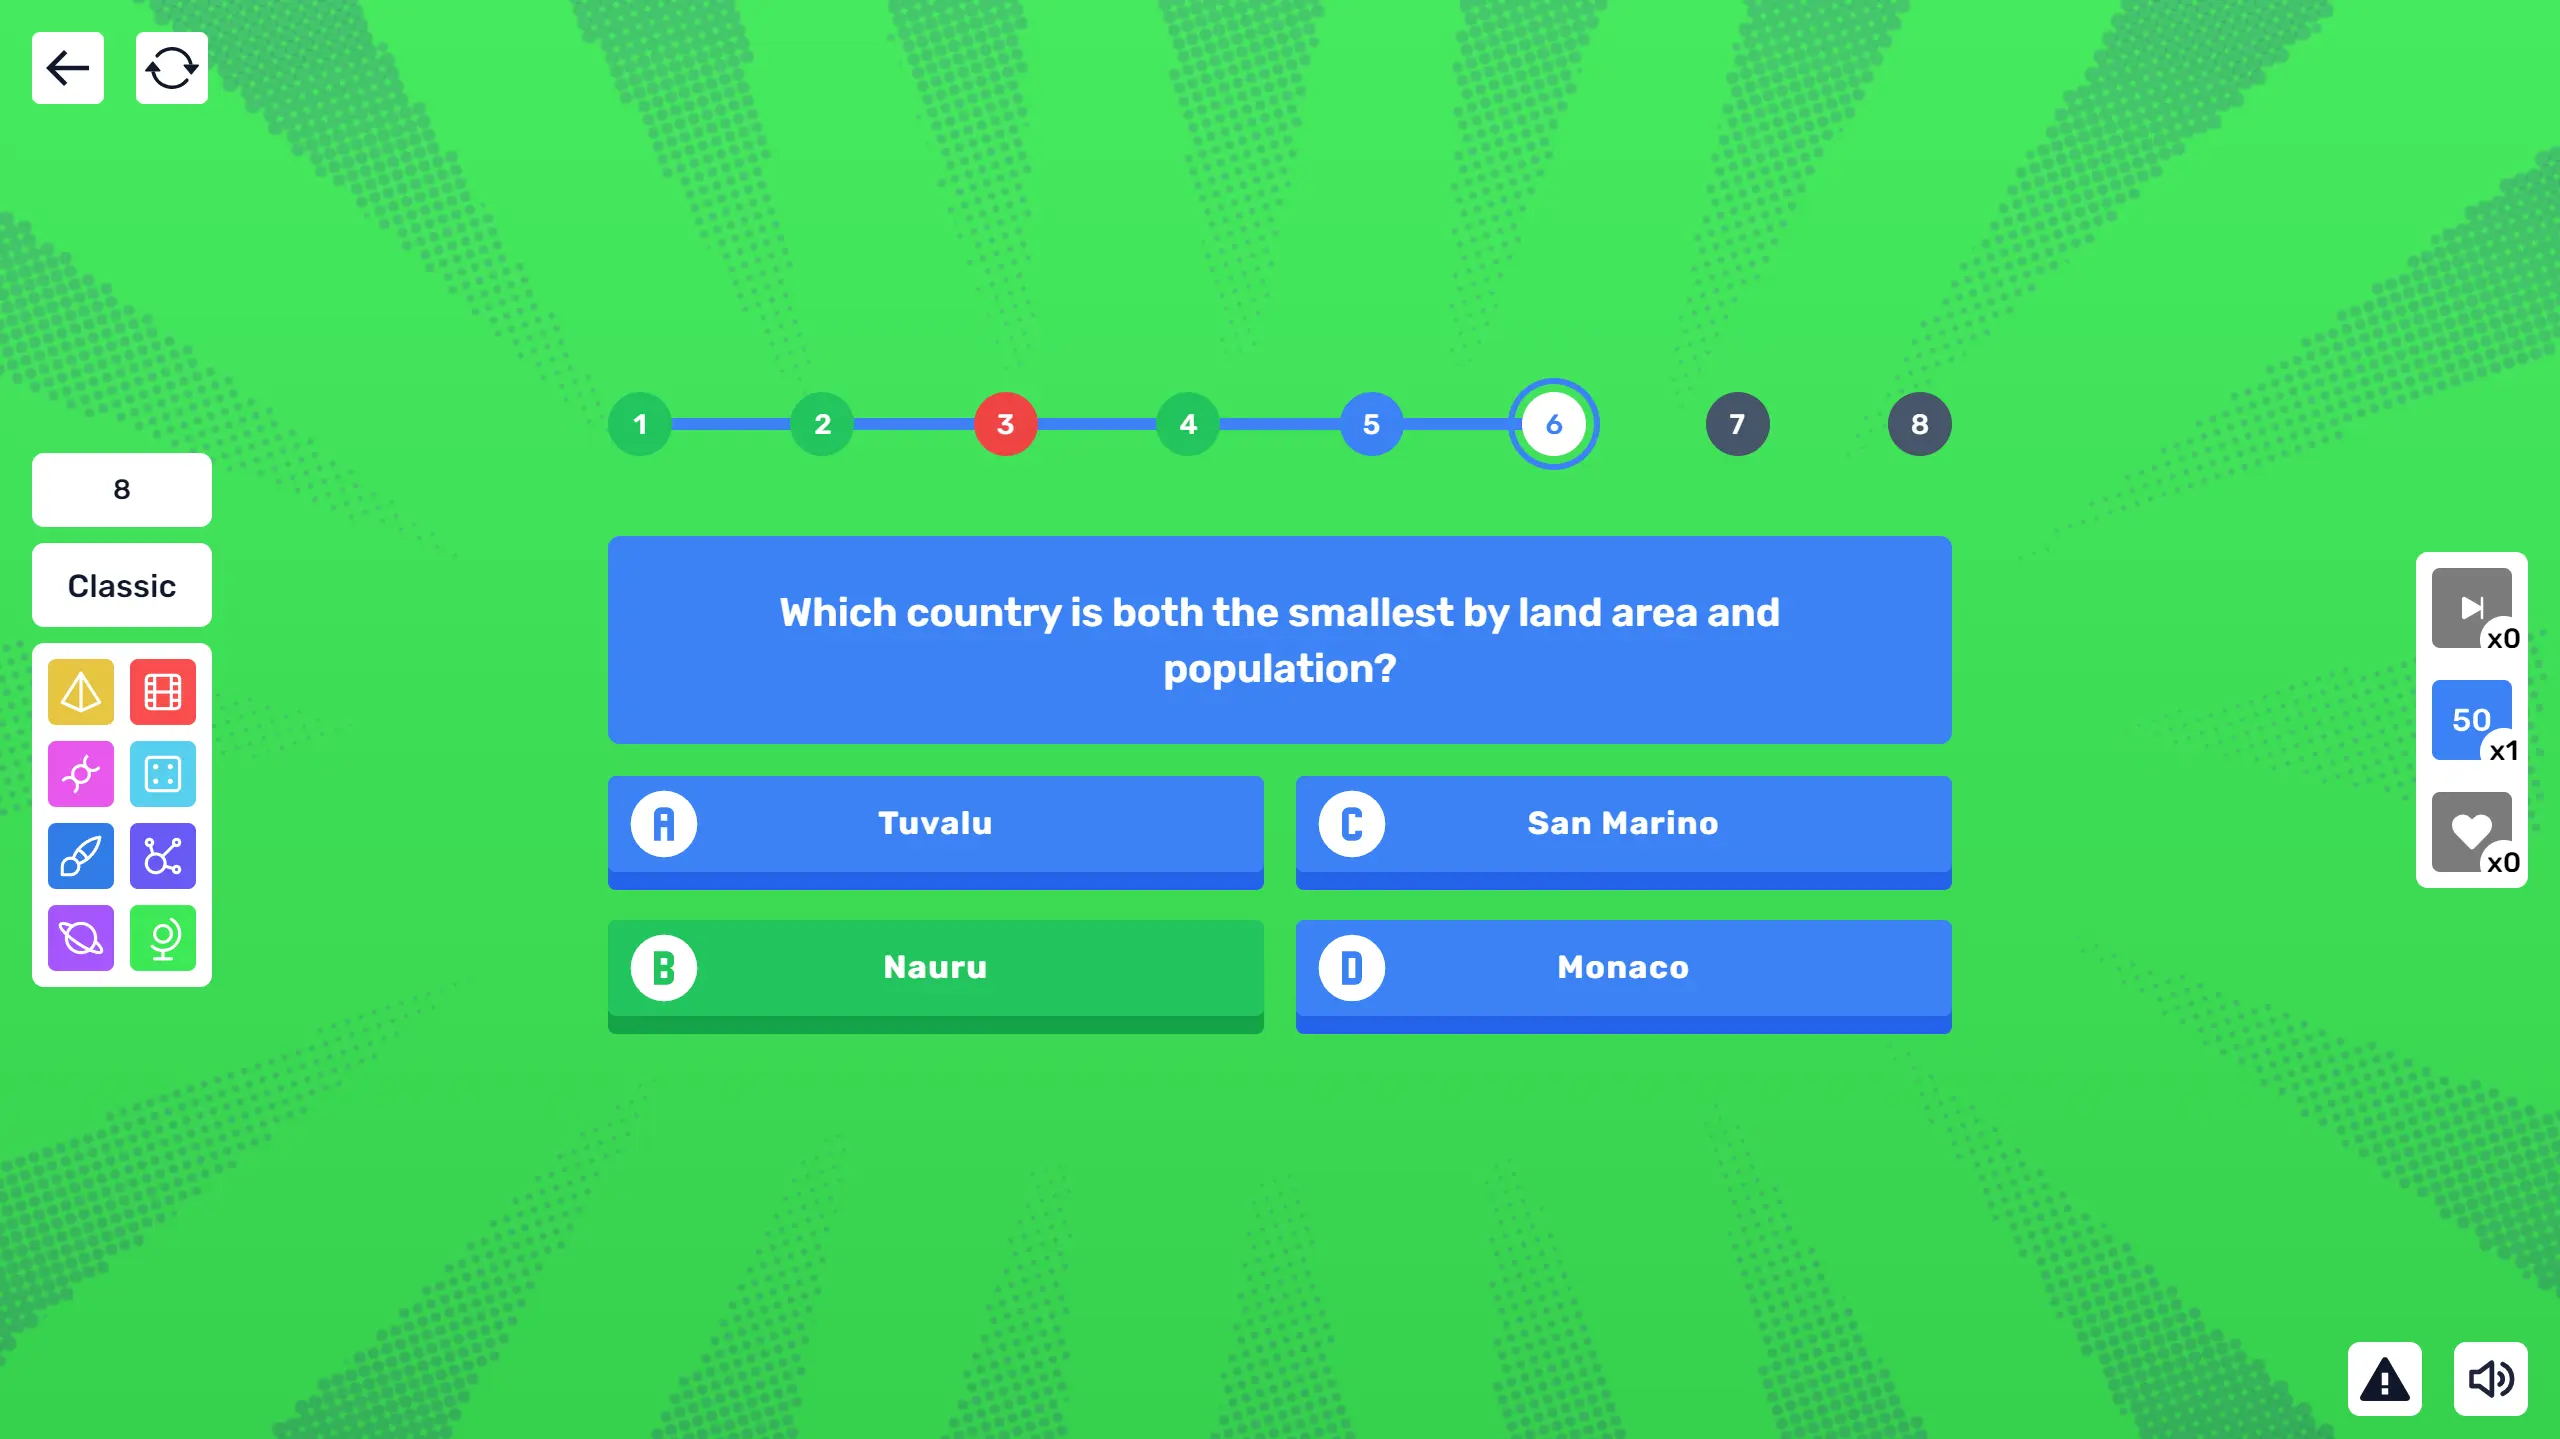 1 2 3 4 5 6 7 8
8
Classic
Which country is both the smallest by land area and
population?
A Tuvalu
C San Marino
B Nauru
D Monaco
x0
50
x1
x0